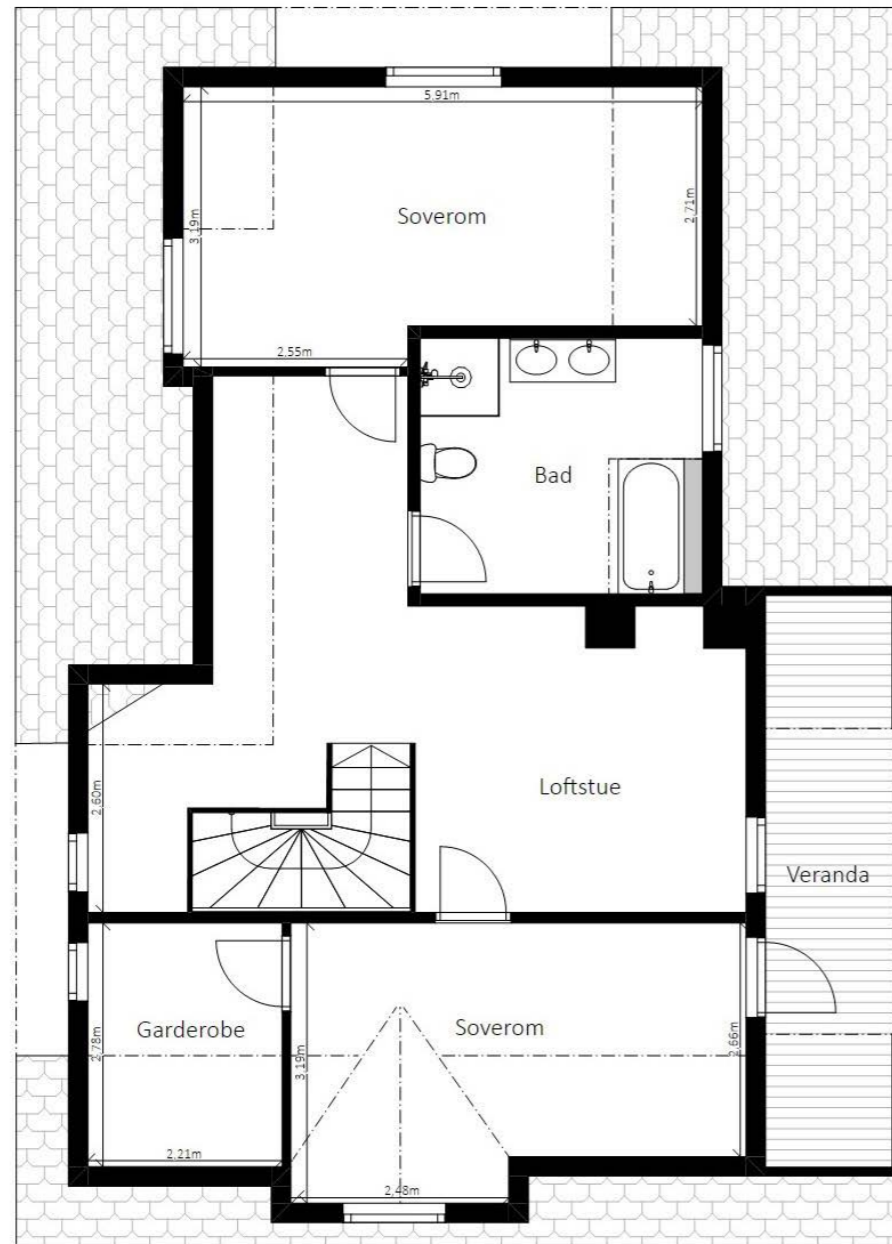 5.91m
Soverom
3.19m
2.71m
2.55m
Bad
2.60m
Loftstue
Veranda
Garderobe
Soverom
2.78m
3.19m
2.66m
2.21m
2.48m